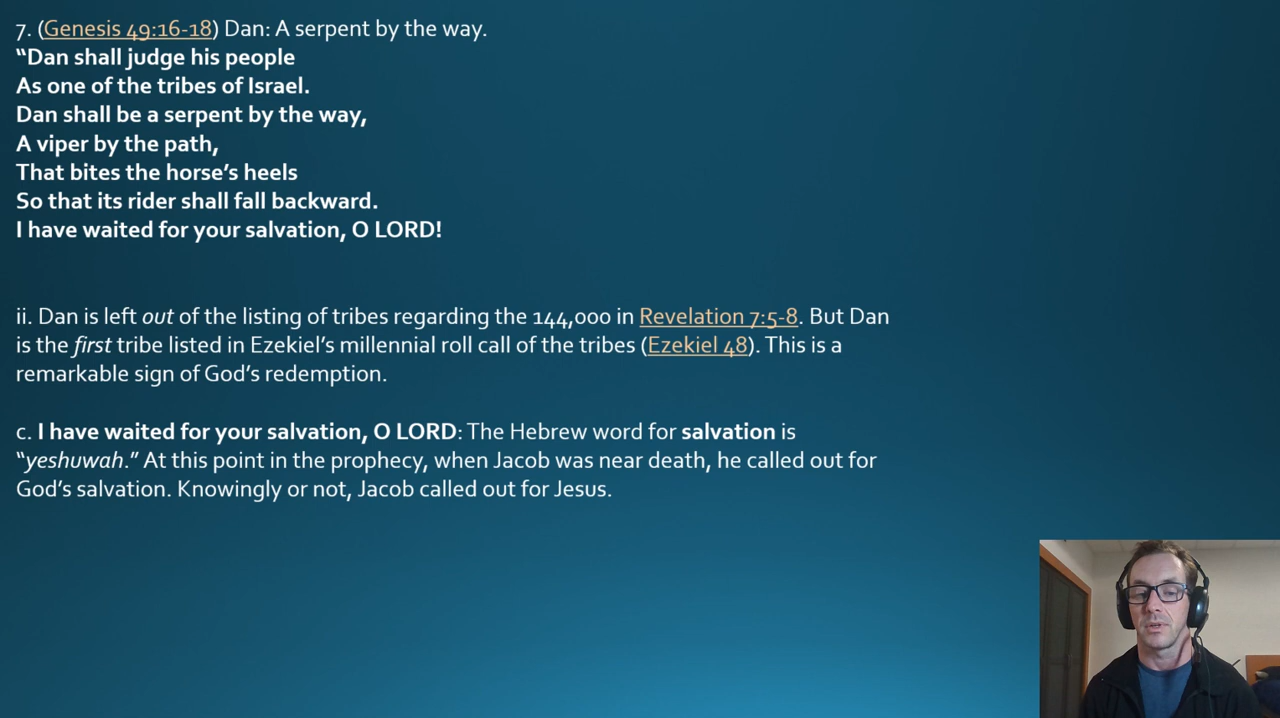 7. (Genesis 49:16-18) Dan: A serpent by the way.
“Dan shall judge his people
As one of the tribes of Israel.
Dan shall be a serpent by the way,
A viper by the path,
That bites the horse’s heels
So that its rider shall fall backward.
I have waited for your salvation, O LORD!
ii. Dan is left out of the listing of tribes regarding the 144,000 in Revelation 7:5-8. But Dan
is the first tribe listed in Ezekiel’s millennial roll call of the tribes (Ezekiel 48). This is a
remarkable sign of God’s redemption.
c. I have waited for your salvation, O LORD: The Hebrew word for salvation is
“yeshuwah.” At this point in the prophecy, when Jacob was near death, he called out for
God’s salvation. Knowingly or not, Jacob called out for Jesus.